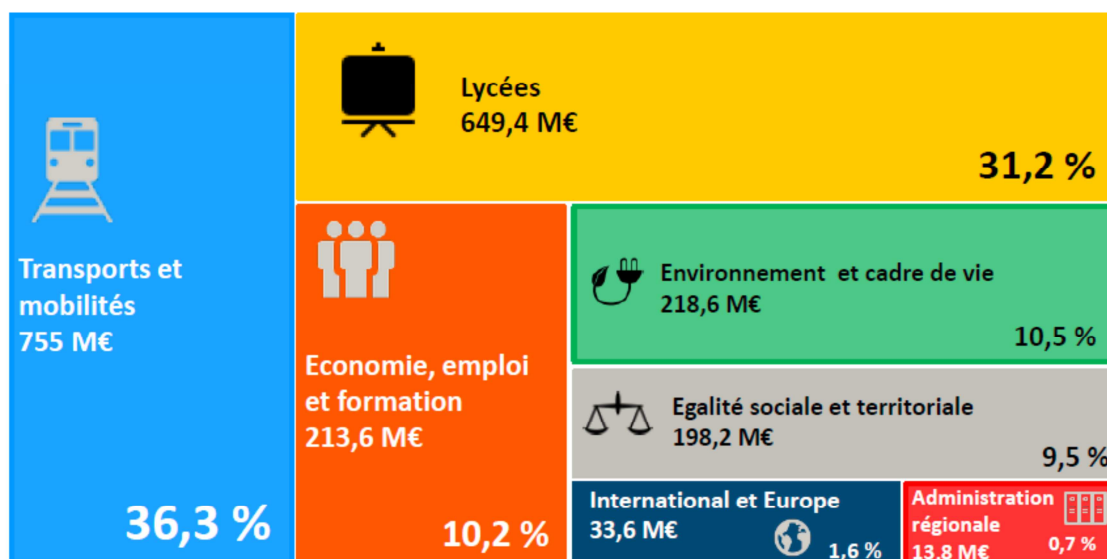 Lycées
649,4 M€
31,2 %
Transports et
mobilités
755 M€
36,3 %
Economie, emploi
et formation
213,6 M€
10,2 %
Environnement et cadre de vie
218,6 M€
10,5 %
Egalité sociale et territoriale
198,2 M€
9,5 %
International et Europe
33,6 M€
1,6 %
Administration
régionale
13,8 M€
0,7 %